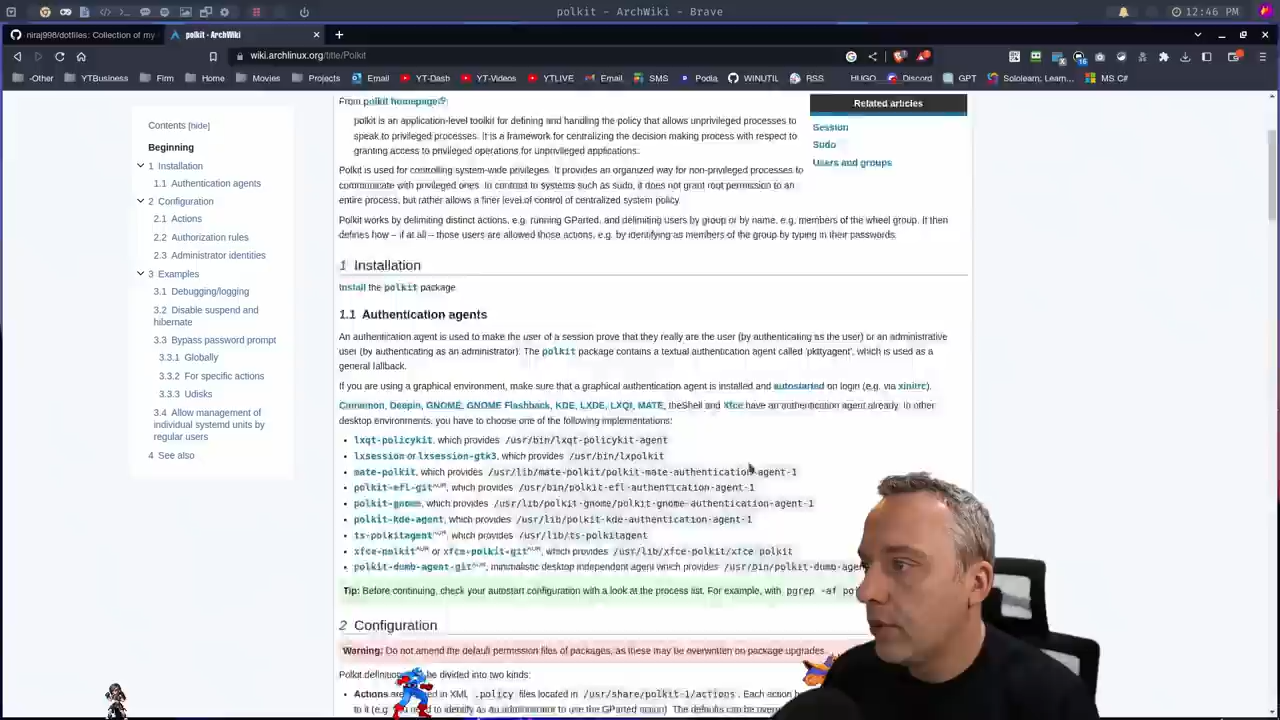 polkit - ArchWiki - Brave
12:46 PM
niraj998/dotfiles: Collection of my
polkit - ArchWiki
wiki.archlinux.org/title/Polkit
-Other
YTBusiness
Firm
Home
Movies
Projects
Email
YT-Dash
YT-Videos
YTLIVE
Email
SMS
Podia
WINUTIL
RSS
HUGO
Discord
GPT
Sololearn: Learn...
MS C#
Contents [hide]
Beginning
1 Installation
1.1 Authentication agents
2 Configuration
2.1 Actions
2.2 Authorization rules
2.3 Administrator identities
3 Examples
3.1 Debugging/logging
3.2 Disable suspend and
hibernate
3.3 Bypass password prompt
3.3.1 Globally
3.3.2 For specific actions
3.3.3 Udisks
3.4 Allow management of
individual systemd units by
regular users
4 See also
From polkit homepage
polkit is an application-level toolkit for defining and handling the policy that allows unprivileged processes to
speak to privileged processes. It is a framework for centralizing the decision making process with respect to
granting access to privileged operations for unprivileged applications.
Polkit is used for controlling system-wide privileges. It provides an organized way for non-privileged processes to
communicate with privileged ones. In contrast to systems such as sudo, it does not grant root permission to an
entire process, but rather allows a finer level of control of centralized system policy.
Polkit works by delimiting distinct actions, e.g. running GParted, and delimiting users by group or by name, e.g. members of the wheel group. It then
defines how – if at all – those users are allowed those actions, e.g. by identifying as members of the group by typing in their passwords.
Related articles
Session
Sudo
Users and groups
1 Installation
Install the polkit package.
1.1 Authentication agents
An authentication agent is used to make the user of a session prove that they really are the user (by authenticating as the user) or an administrative
user (by authenticating as an administrator). The polkit package contains a textual authentication agent called 'pkttyagent', which is used as a
general fallback.
If you are using a graphical environment, make sure that a graphical authentication agent is installed and autostarted on login (e.g. via xinitrc).
Cinnamon, Deepin, GNOME, GNOME Flashback, KDE, LXDE, LXQt, MATE, theShell and Xfce have an authentication agent already. In other
desktop environments, you have to choose one of the following implementations:
• lxqt-policykit, which provides /usr/bin/lxqt-policykit-agent
• lxsession or lxsession-gtk3, which provides /usr/bin/lxpolkit
• mate-polkit, which provides /usr/lib/mate-polkit/polkit-mate-authentication-agent-1
• polkit-efl-git AUR, which provides /usr/bin/polkit-efl-authentication-agent-1
• polkit-gnome, which provides /usr/lib/polkit-gnome/polkit-gnome-authentication-agent-1
• polkit-kde-agent, which provides /usr/lib/polkit-kde-authentication-agent-1
• ts-polkitagent AUR, which provides /usr/lib/ts-polkitagent
• xfce-polkit AUR or xfce-polkit-git AUR, which provides /usr/lib/xfce-polkit/xfce-polkit
• polkit-dumb-agent-git AUR, minimalistic desktop independent agent which provides /usr/bin/polkit-dumb-agen
Tip: Before continuing, check your autostart configuration with a look at the process list. For example, with pgrep -af pol
2 Configuration
Warning: Do not amend the default permission files of packages, as these may be overwritten on package upgrades.
Polkit definition be divided into two kinds:
• Actions are in XML .policy files located in /usr/share/polkit-1/actions. Each action h
to it (e.g. you need to identify as an administrator to use the GParted action). The defaults can be over